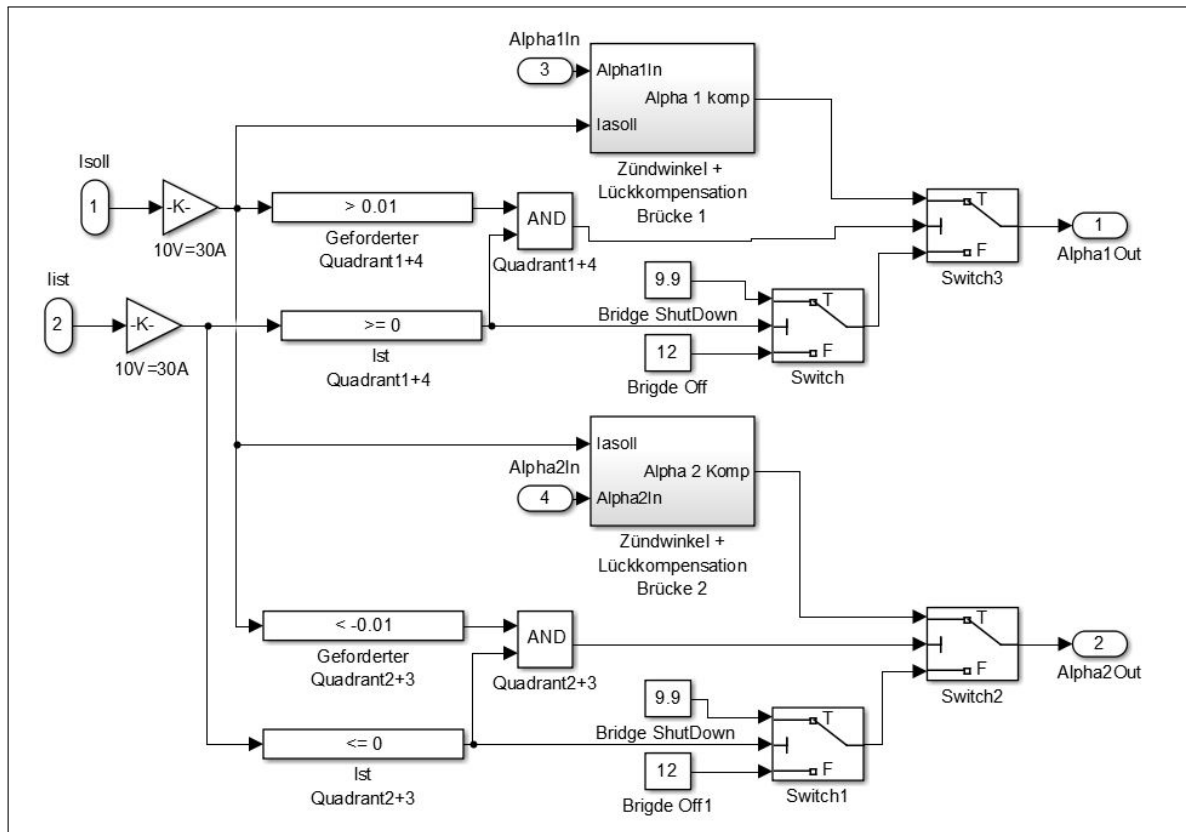 Alpha1In
3
Alpha1In
Alpha 1 komp
Iasoll
Zündwinkel +
Lückkompensation
Brücke 1
Isoll
1
-K-
10V=30A
> 0.01
Geforderter
Quadrant1+4
AND
Quadrant1+4
T
F
Switch3
1
Alpha1Out
Iist
2
-K-
10V=30A
>= 0
Ist
Quadrant1+4
9.9
Bridge ShutDown
12
Brigde Off
T
F
Switch
Iasoll
Alpha 2 Komp
Alpha2In
Alpha2In
4
Zündwinkel +
Lückkompensation
Brücke 2
< -0.01
Geforderter
Quadrant2+3
AND
Quadrant2+3
T
F
Switch2
2
Alpha2Out
<= 0
Ist
Quadrant2+3
9.9
Bridge ShutDown
12
Brigde Off1
T
F
Switch1